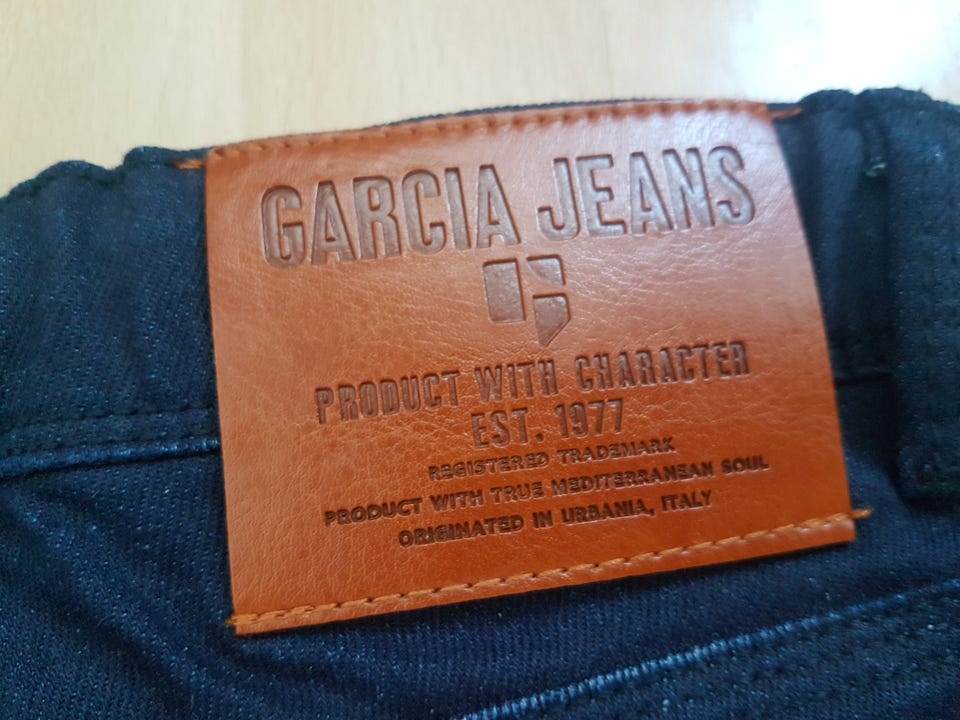 GARCIA JEANS
PRODUCT WITH CHARACTER
EST. 1977
REGISTERED TRADEMARK
PRODUCT WITH TRUE MEDITERRANEAN SOUL
ORIGINATED IN URBANIA, ITALY